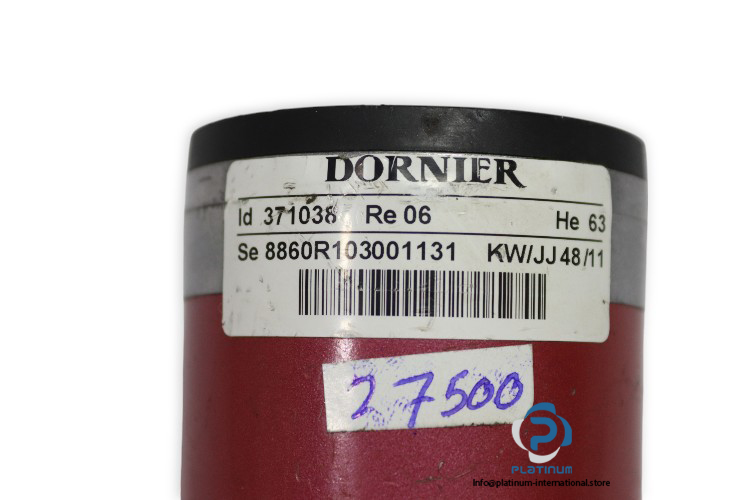 DORNIER
Id 371038 Re 06 He 63
Se 8860R103001131 KW/JJ 48/11
27500
PLATINUM
info@platinum-international.store